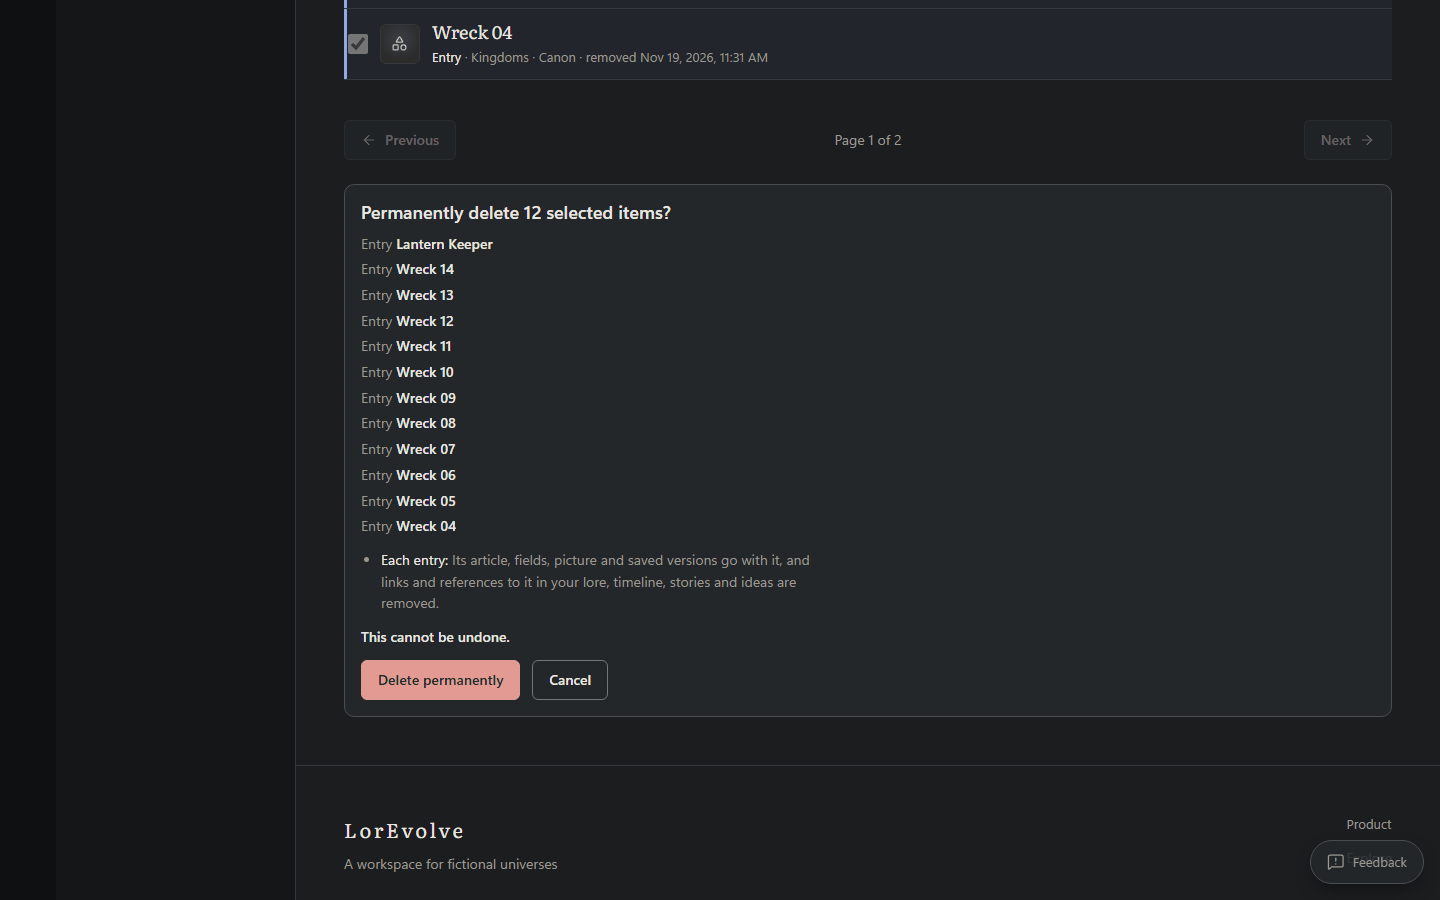 Wreck 04
Entry · Kingdoms · Canon · removed Nov 19, 2026, 11:31 AM
Previous
Page 1 of 2
Next
Permanently delete 12 selected items?
Entry Lantern Keeper
Entry Wreck 14
Entry Wreck 13
Entry Wreck 12
Entry Wreck 11
Entry Wreck 10
Entry Wreck 09
Entry Wreck 08
Entry Wreck 07
Entry Wreck 06
Entry Wreck 05
Entry Wreck 04
Each entry: Its article, fields, picture and saved versions go with it, and
links and references to it in your lore, timeline, stories and ideas are
removed.
This cannot be undone.
Delete permanently
Cancel
LorEvolve
A workspace for fictional universes
Product
Feedback